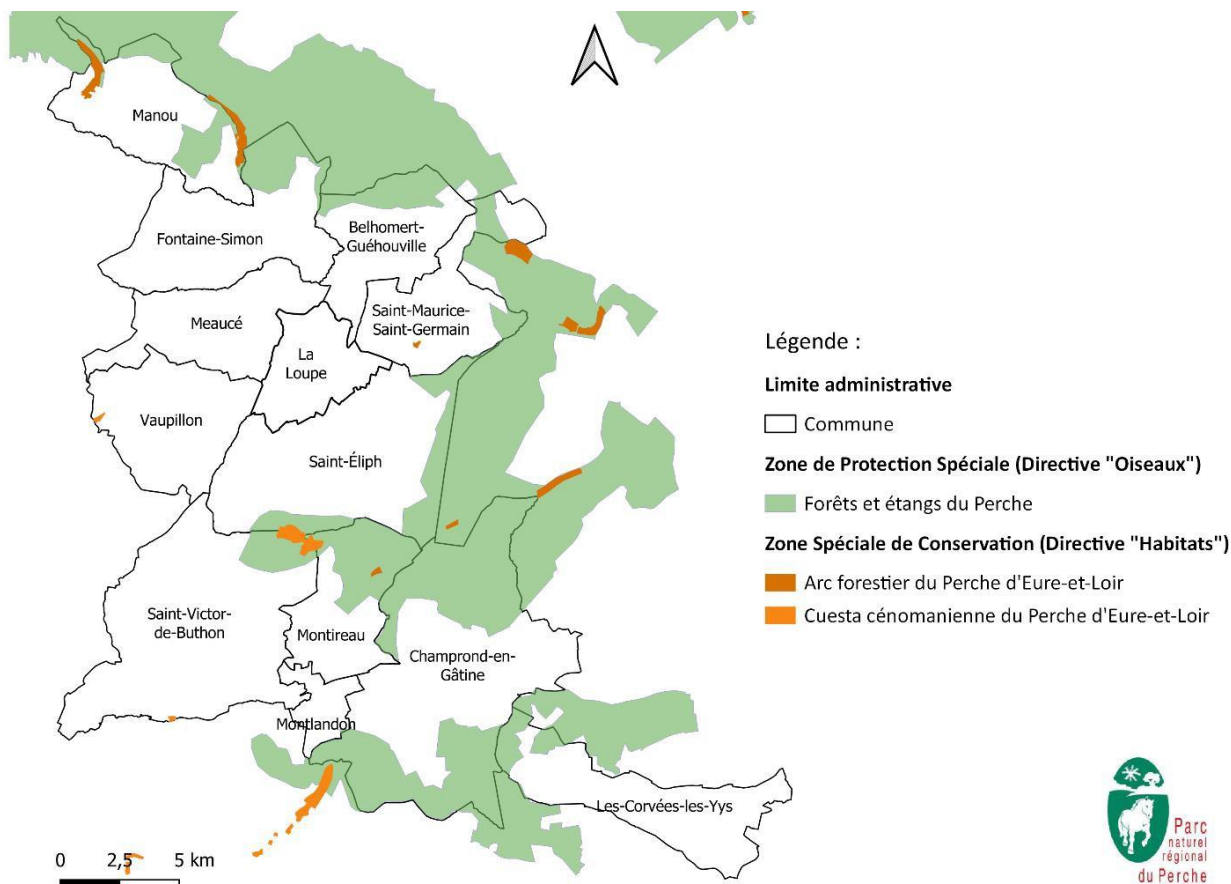 Manou
Fontaine-Simon
Belhomert-
Guéhouville
Meaucé
Saint-Maurice-
Saint-Germain
La
Loupe
Vaupillon
Saint-Éliph
Saint-Victor-
de-Buthon
Montireau
Champrond-en-
Gâtine
Montlandon
Les-Corvées-les-Yys
0 2,5 5 km
Légende :
Limite administrative
Commune
Zone de Protection Spéciale (Directive "Oiseaux")
Forêts et étangs du Perche
Zone Spéciale de Conservation (Directive "Habitats")
Arc forestier du Perche d'Eure-et-Loir
Cuesta cénomanienne du Perche d'Eure-et-Loir
Parc
naturel
régional
du Perche